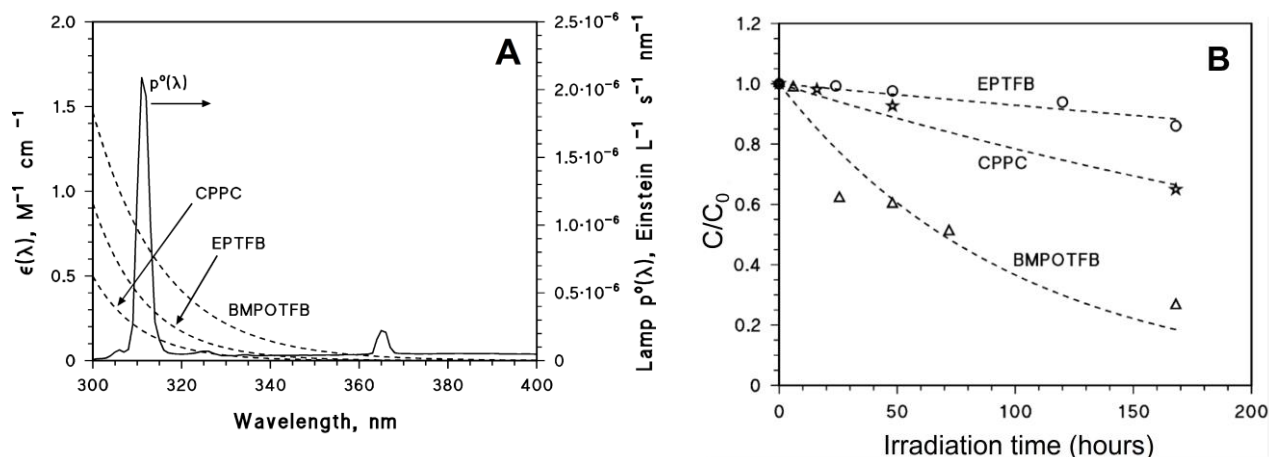 A
2.0
1.5
1.0
0.5
0
ε(λ), M⁻¹ cm⁻¹
2.5·10⁻⁶
2.0·10⁻⁶
1.5·10⁻⁶
1.0·10⁻⁶
5.0·10⁻⁶
0
Lamp p°(λ), Einstein L⁻¹ s⁻¹ nm⁻¹
p°(λ)
CPPC
EPTFB
BMPOTFB
300
320
340
360
380
400
Wavelength, nm
B
1.2
1.0
0.8
0.6
0.4
0.2
0
C/C₀
EPTFB
CPPC
BMPOTFB
0
50
100
150
200
Irradiation time (hours)